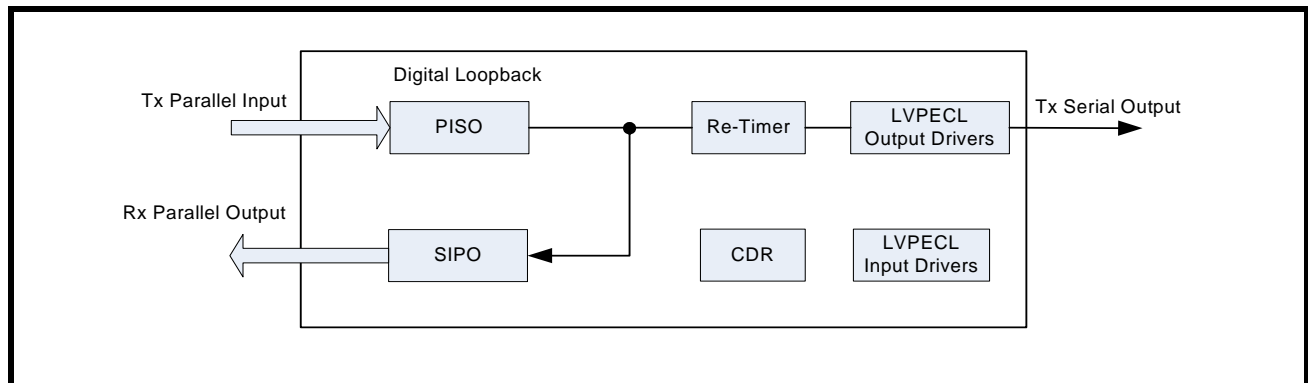 Digital Loopback
Tx Parallel Input
PISO
Re-Timer
LVPECL
Output Drivers
Tx Serial Output
Rx Parallel Output
SIPO
CDR
LVPECL
Input Drivers